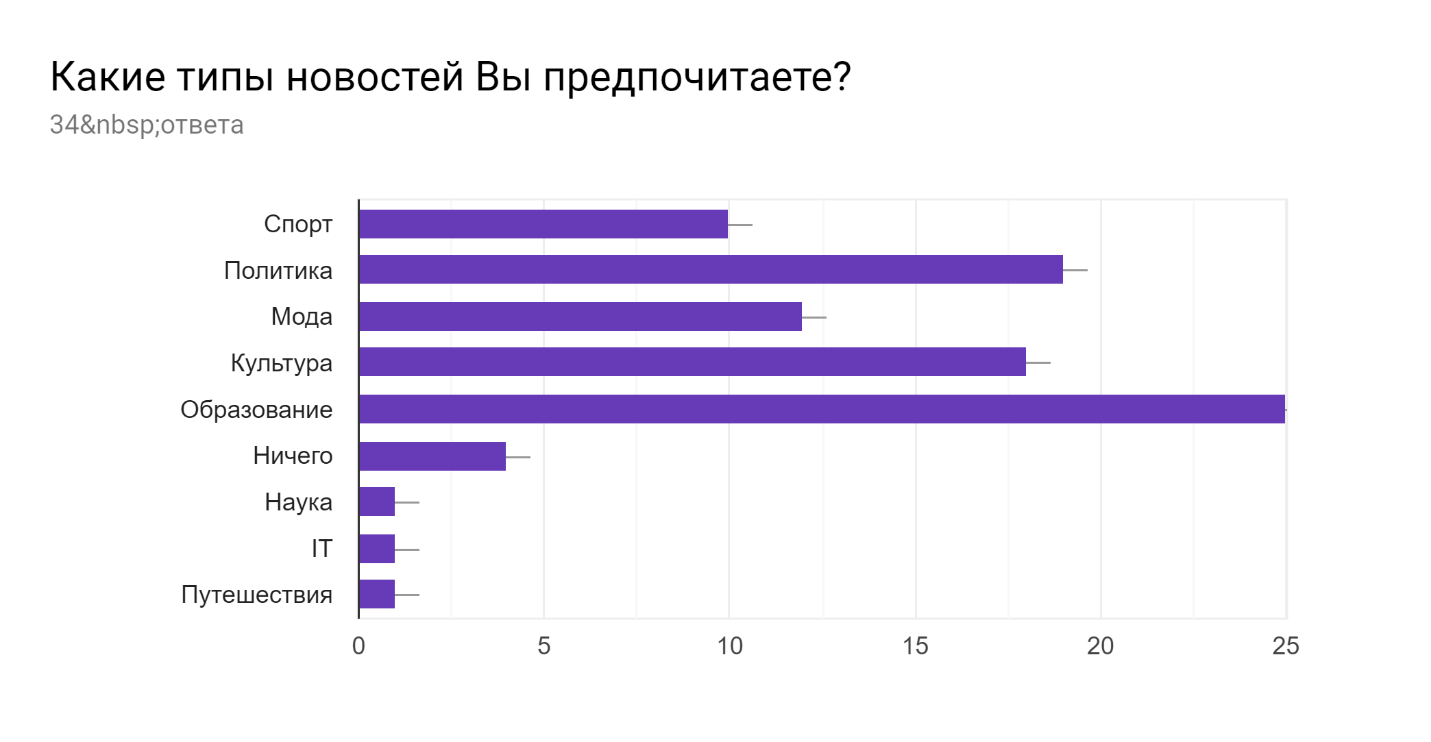 Какие типы новостей Вы предпочитаете?
34&nbsp;ответа
Спорт
Политика
Мода
Культура
Образование
Ничего
Наука
IT
Путешествия
0 5 10 15 20 25